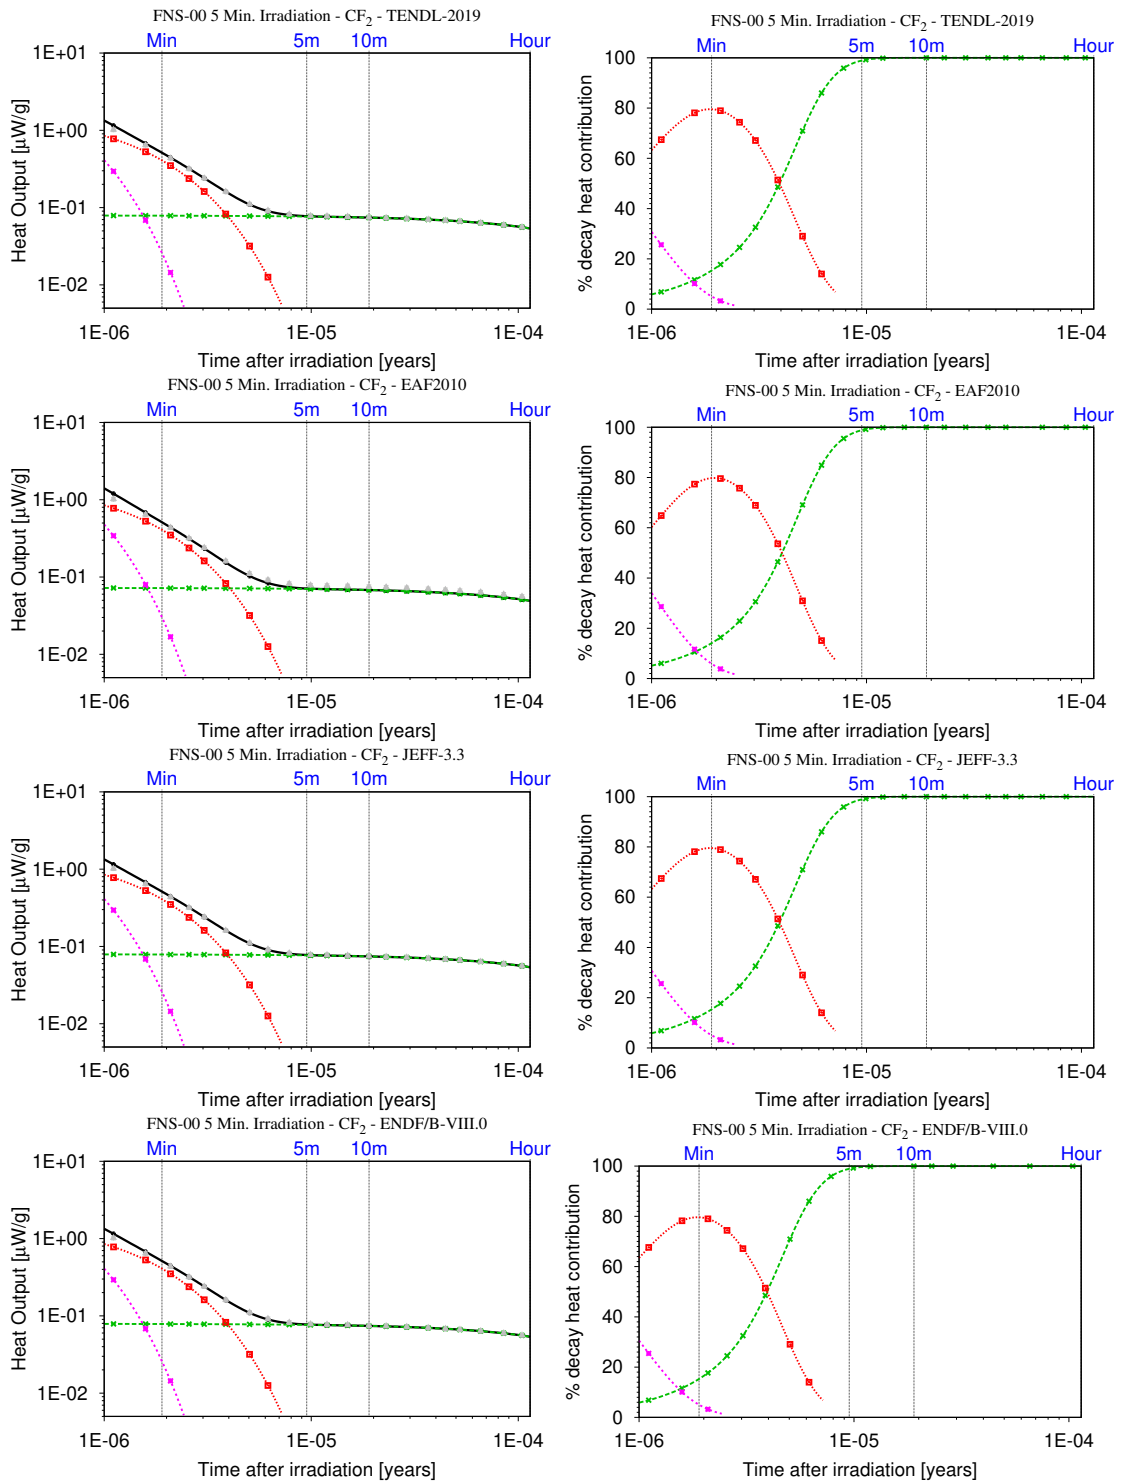 FNS-00 5 Min. Irradiation - CF2 - TENDL-2019
Min 5m 10m Hour
Heat Output [µW/g]
1E+01
1E+00
1E-01
1E-02
1E-06 1E-05 1E-04
Time after irradiation [years]
FNS-00 5 Min. Irradiation - CF2 - TENDL-2019
Min 5m 10m Hour
% decay heat contribution
100
80
60
40
20
0
1E-06 1E-05 1E-04
Time after irradiation [years]
FNS-00 5 Min. Irradiation - CF2 - EAF2010
Min 5m 10m Hour
Heat Output [µW/g]
1E+01
1E+00
1E-01
1E-02
1E-06 1E-05 1E-04
Time after irradiation [years]
FNS-00 5 Min. Irradiation - CF2 - EAF2010
Min 5m 10m Hour
% decay heat contribution
100
80
60
40
20
0
1E-06 1E-05 1E-04
Time after irradiation [years]
FNS-00 5 Min. Irradiation - CF2 - JEFF-3.3
Min 5m 10m Hour
Heat Output [µW/g]
1E+01
1E+00
1E-01
1E-02
1E-06 1E-05 1E-04
Time after irradiation [years]
FNS-00 5 Min. Irradiation - CF2 - JEFF-3.3
Min 5m 10m Hour
% decay heat contribution
100
80
60
40
20
0
1E-06 1E-05 1E-04
Time after irradiation [years]
FNS-00 5 Min. Irradiation - CF2 - ENDF/B-VIII.0
Min 5m 10m Hour
Heat Output [µW/g]
1E+01
1E+00
1E-01
1E-02
1E-06 1E-05 1E-04
Time after irradiation [years]
FNS-00 5 Min. Irradiation - CF2 - ENDF/B-VIII.0
Min 5m 10m Hour
% decay heat contribution
100
80
60
40
20
0
1E-06 1E-05 1E-04
Time after irradiation [years]